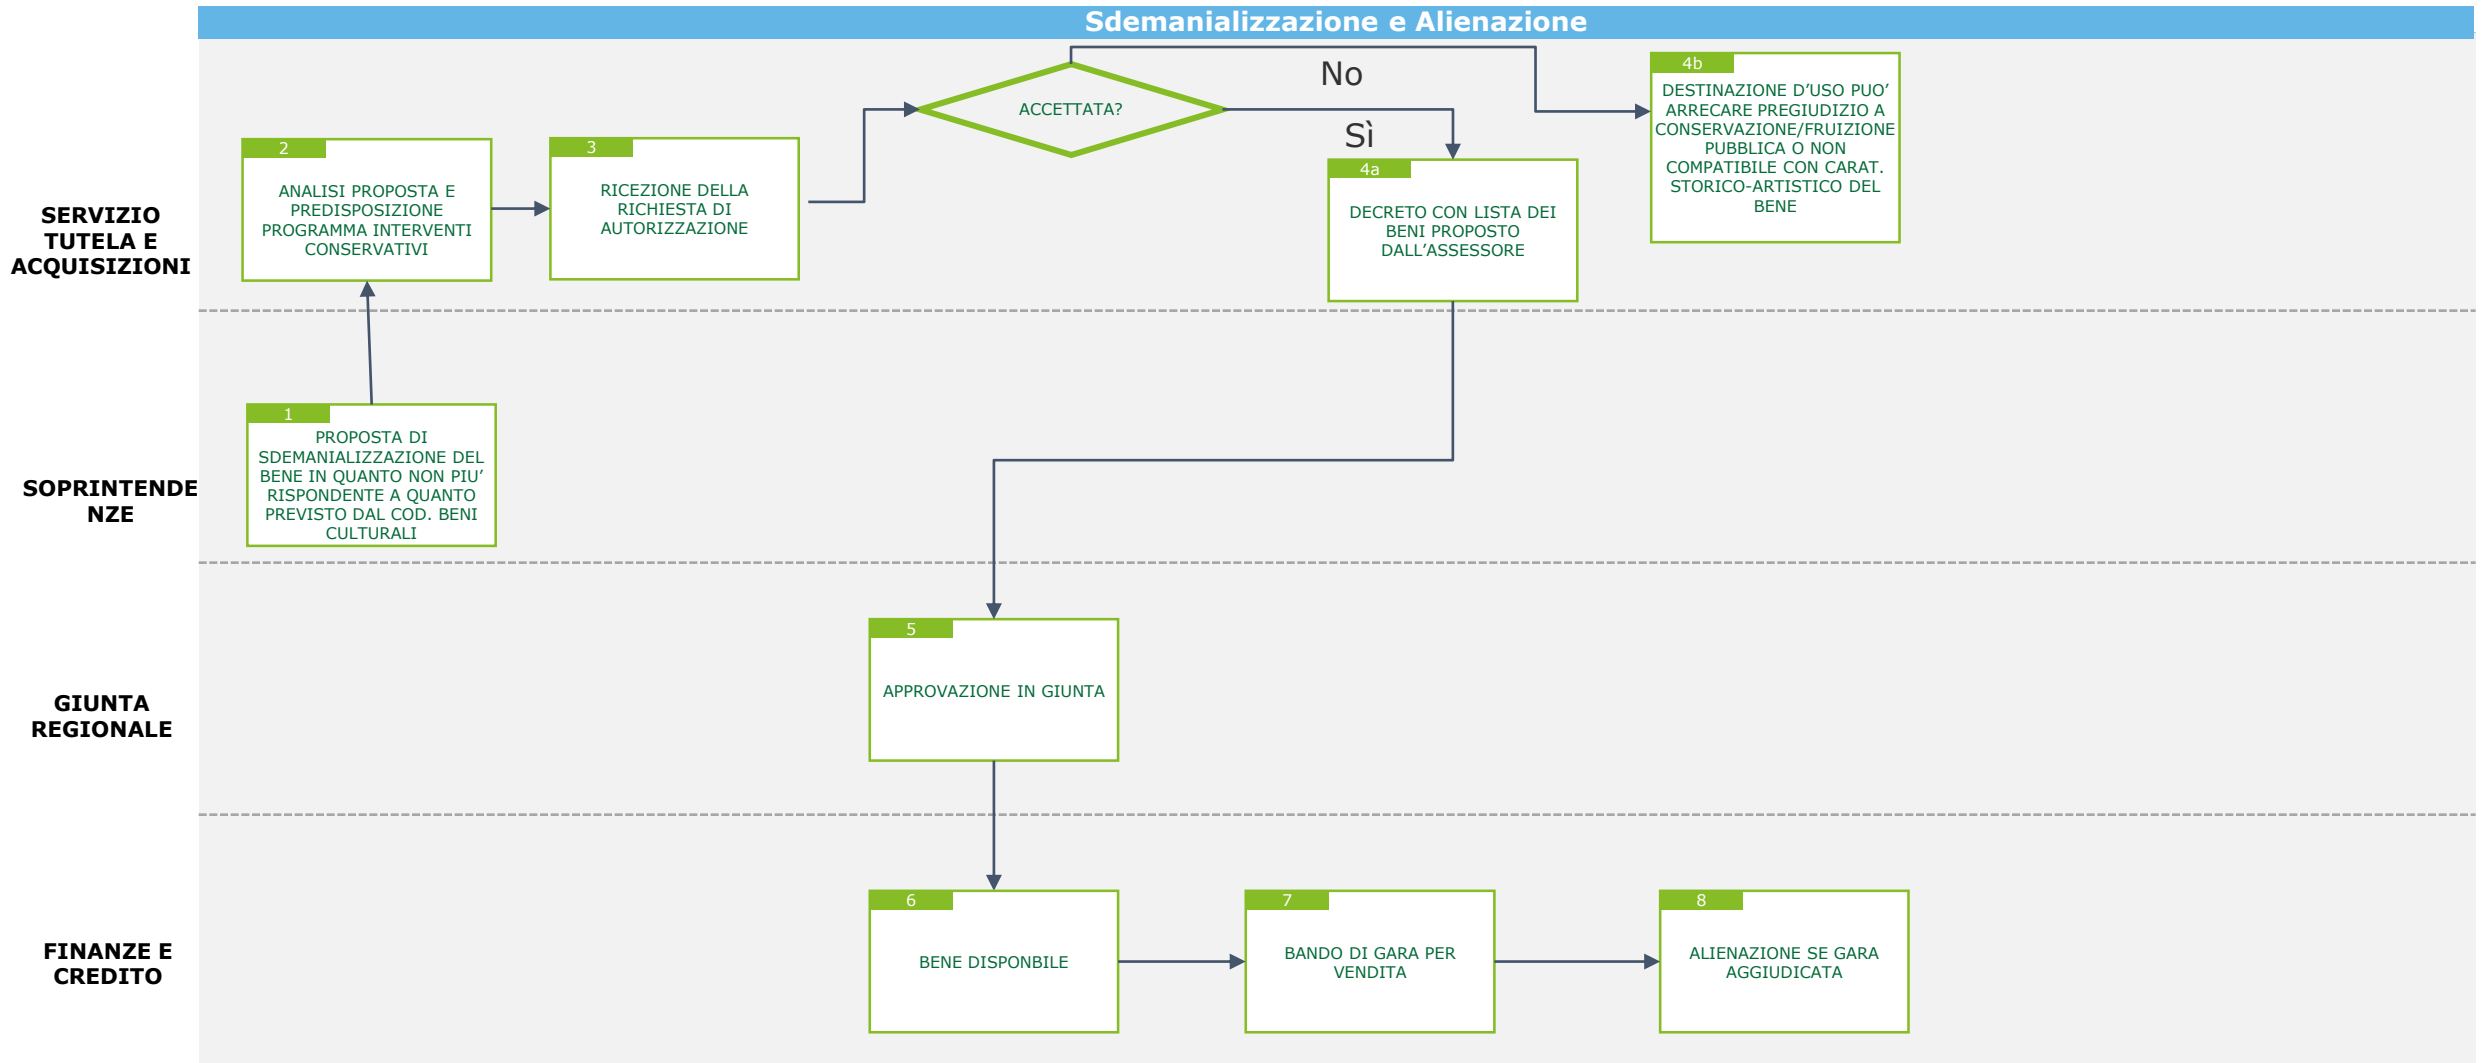 Sdemanializzazione e Alienazione
SERVIZIO
TUTELA E
ACQUISIZIONI
2
ANALISI PROPOSTA E
PREDISPOSIZIONE
PROGRAMMA INTERVENTI
CONSERVATIVI
3
RICEZIONE DELLA
RICHIESTA DI
AUTORIZZAZIONE
ACCETTATA?
No
Sì
4a
DECRETO CON LISTA DEI
BENI PROPOSTO
DALL’ASSESSORE
4b
DESTINAZIONE D’USO PUO’
ARRECARE PREGIUDIZIO A
CONSERVAZIONE/FRUIZIONE
PUBBLICA O NON
COMPATIBILE CON CARAT.
STORICO-ARTISTICO DEL
BENE
SOPRINTENDE
NZE
1
PROPOSTA DI
SDEMANIALIZZAZIONE DEL
BENE IN QUANTO NON PIU’
RISPONDENTE A QUANTO
PREVISTO DAL COD. BENI
CULTURALI
GIUNTA
REGIONALE
5
APPROVAZIONE IN GIUNTA
FINANZE E
CREDITO
6
BENE DISPONBILE
7
BANDO DI GARA PER
VENDITA
8
ALIENAZIONE SE GARA
AGGIUDICATA